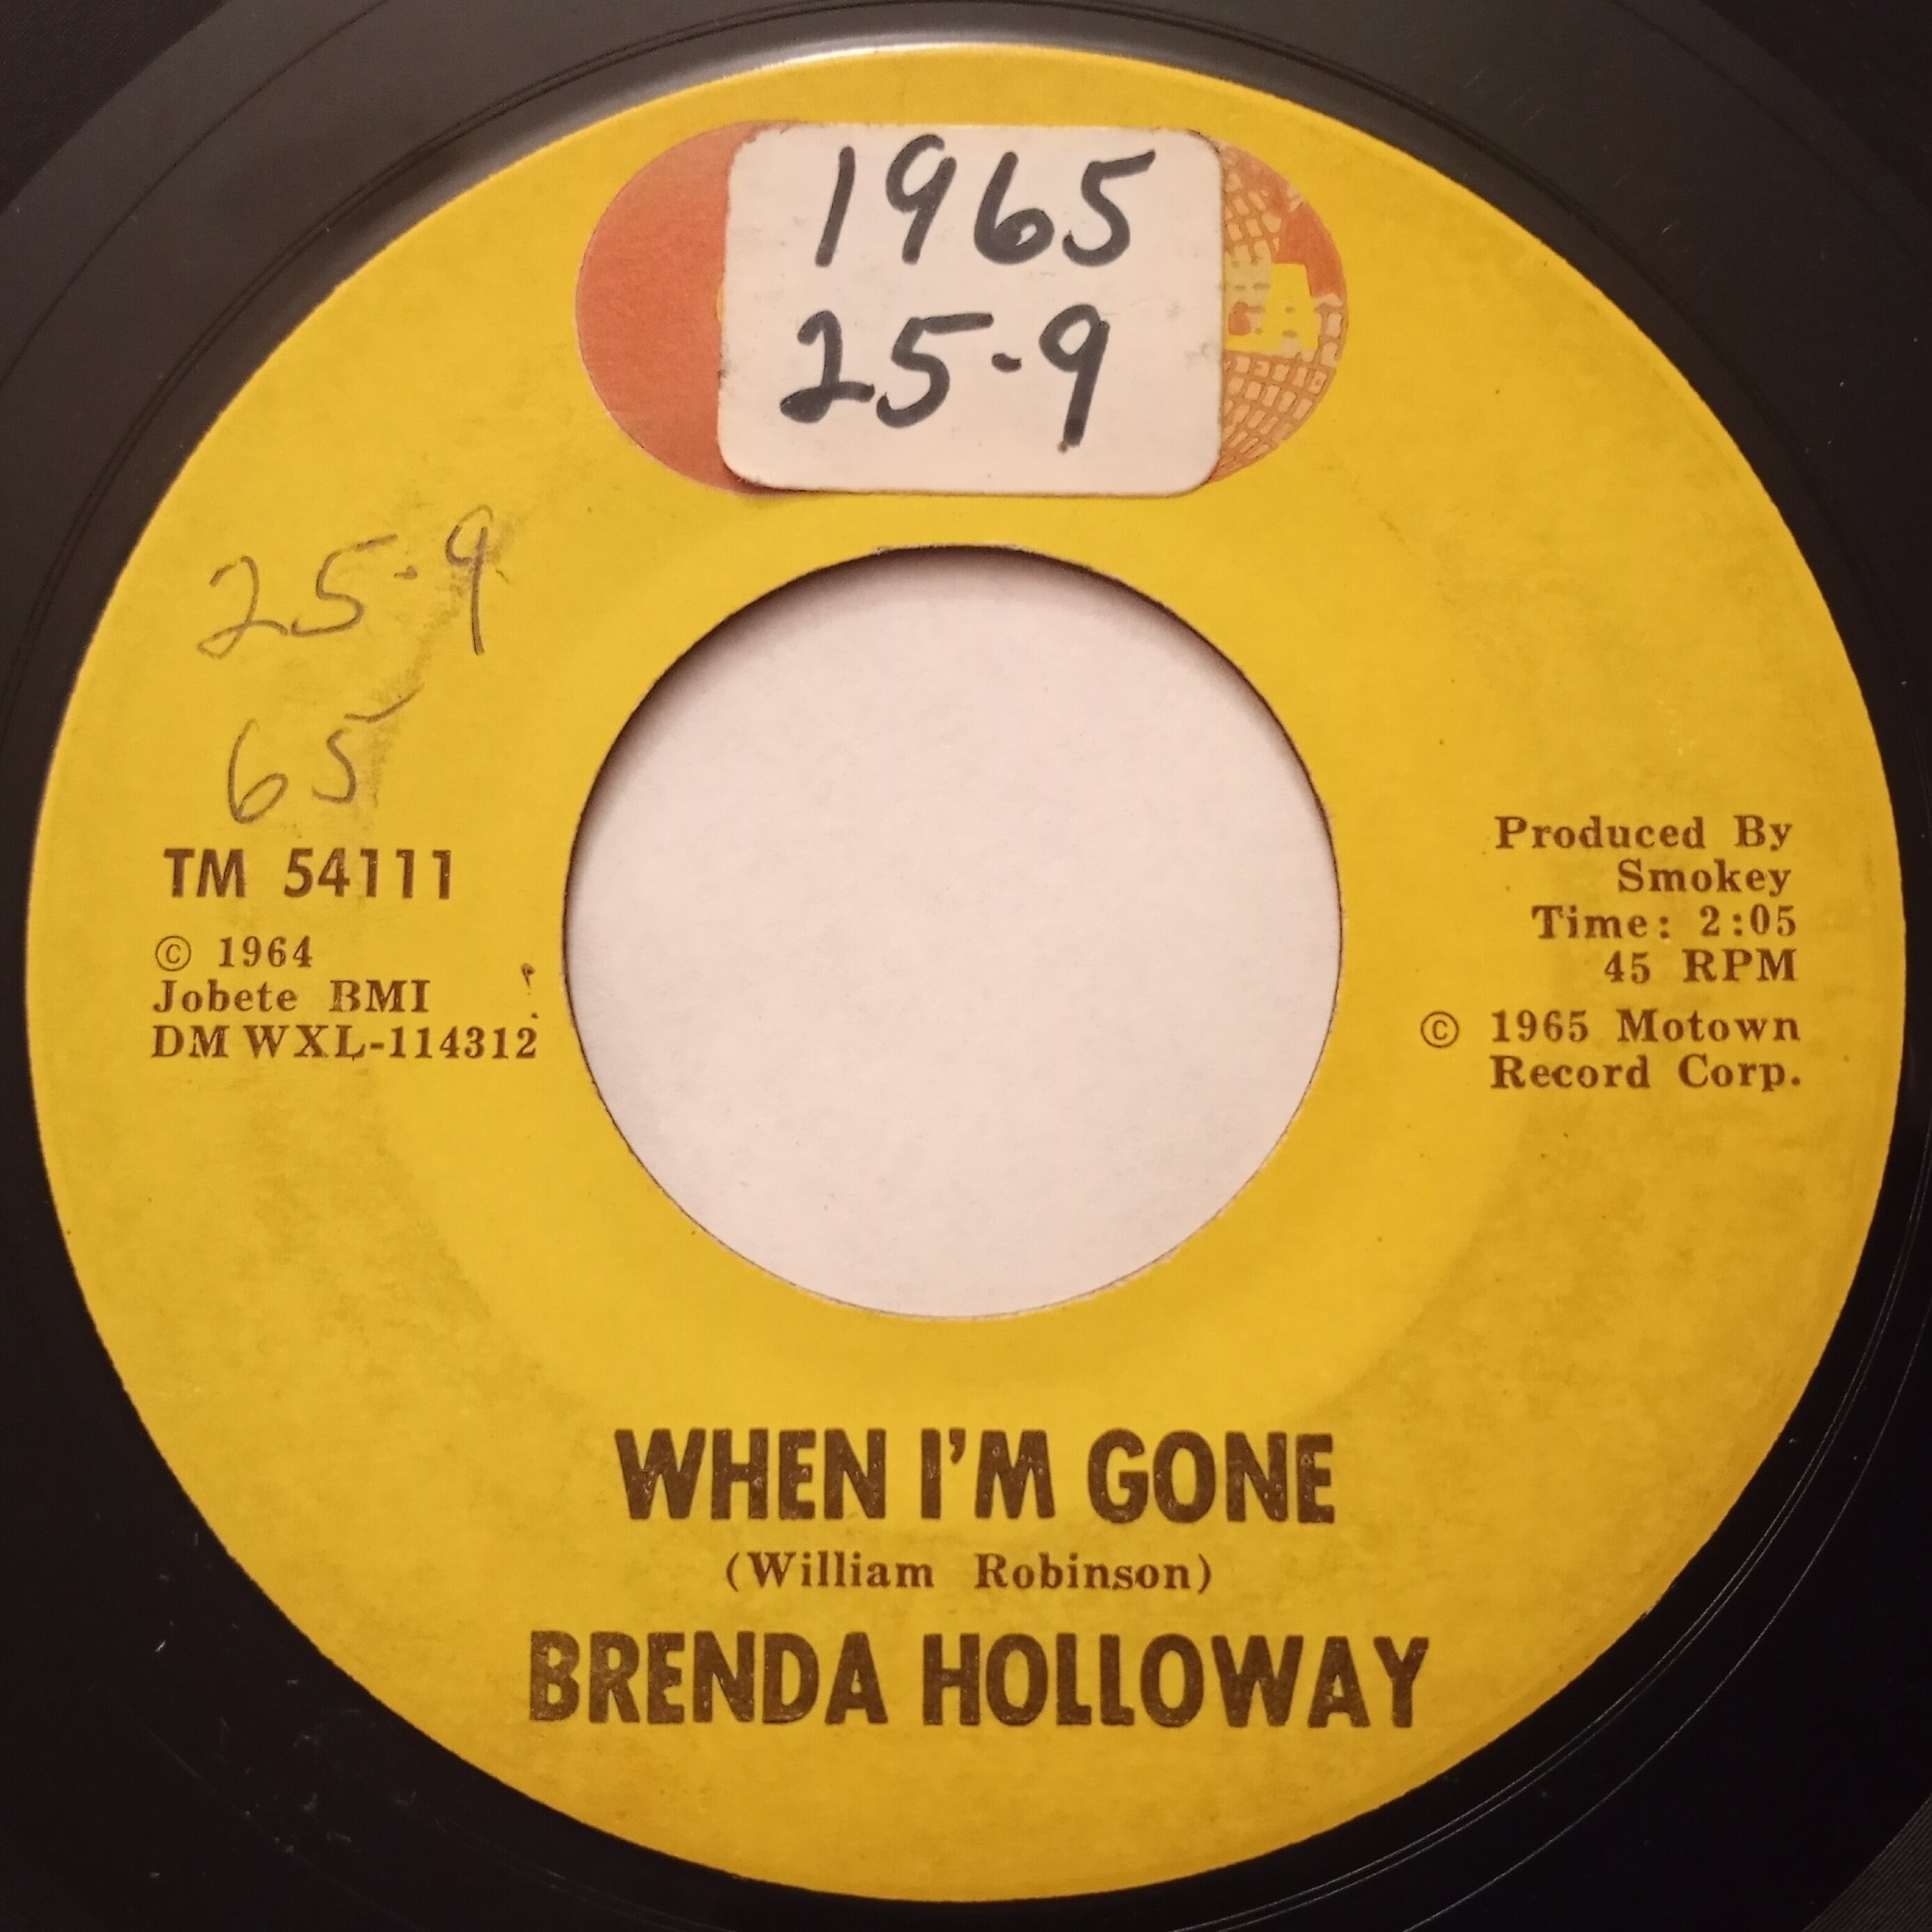 1965
25·9
25·9
65
TM 54111
© 1964
Jobete BMI
DM WXL-114312
Produced By
Smokey
Time: 2:05
45 RPM
© 1965 Motown
Record Corp.
WHEN I'M GONE
(William Robinson)
BRENDA HOLLOWAY